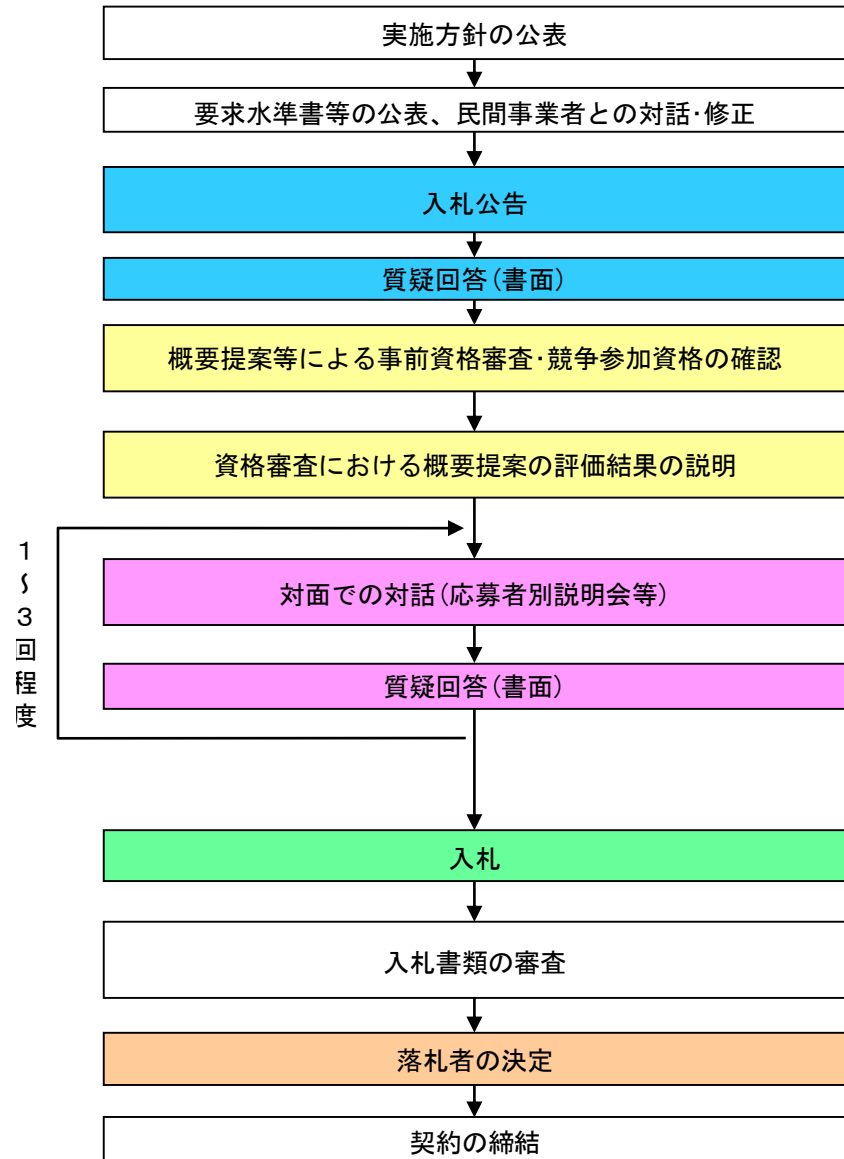 実施方針の公表
要求水準書等の公表、民間事業者との対話・修正
入札公告
質疑回答(書面)
概要提案等による事前資格審査・競争参加資格の確認
資格審査における概要提案の評価結果の説明
1～3回程度
対面での対話(応募者別説明会等)
質疑回答(書面)
入札
入札書類の審査
落札者の決定
契約の締結